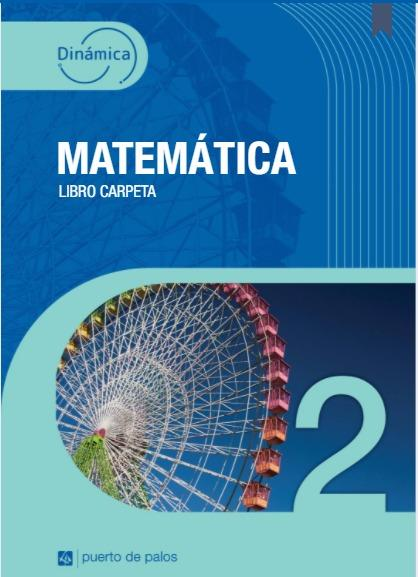 Dinámica
MATEMÁTICA
LIBRO CARPETA
2
puerto de palos